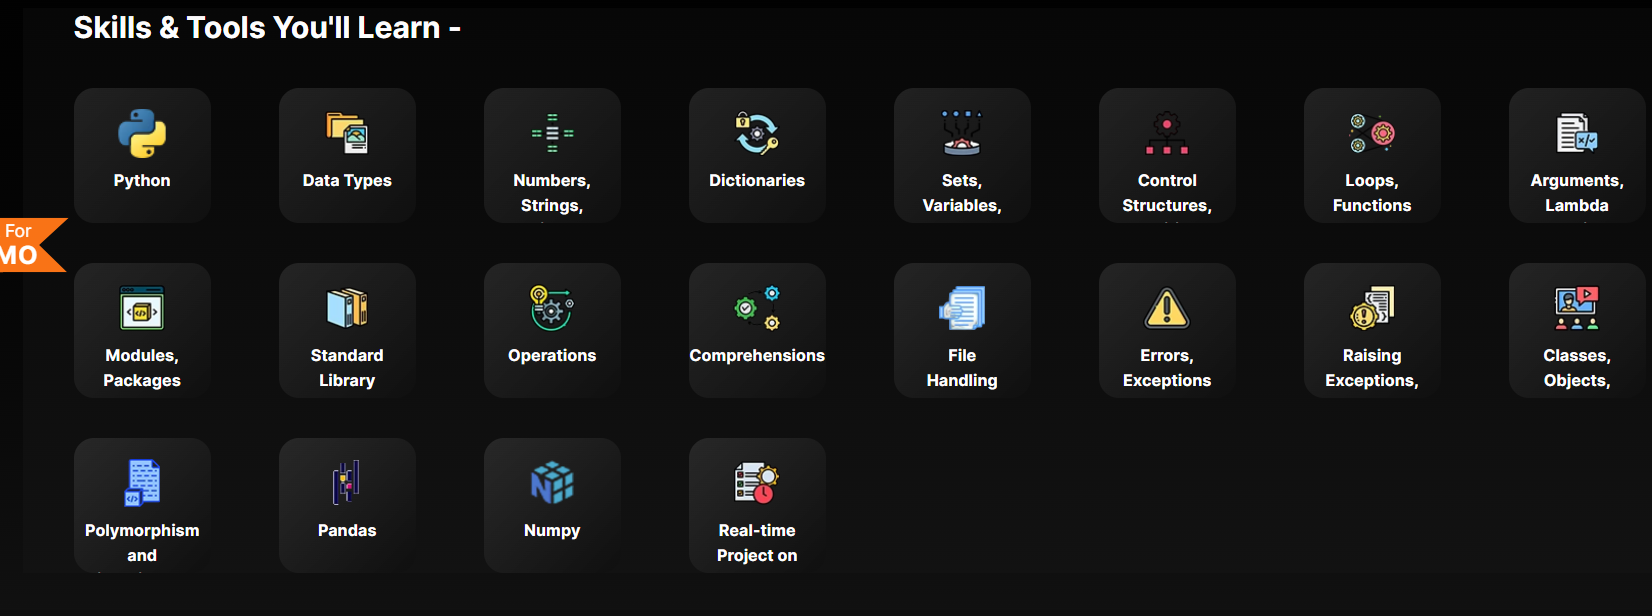 Skills & Tools You'll Learn -
Python
Data Types
Numbers,
Strings,
Dictionaries
Sets,
Variables,
Control
Structures,
Loops,
Functions
Arguments,
Lambda
For
MO
Modules,
Packages
Standard
Library
Operations
Comprehensions
File
Handling
Errors,
Exceptions
Raising
Exceptions,
Classes,
Objects,
Polymorphism
and
Pandas
Numpy
Real-time
Project on